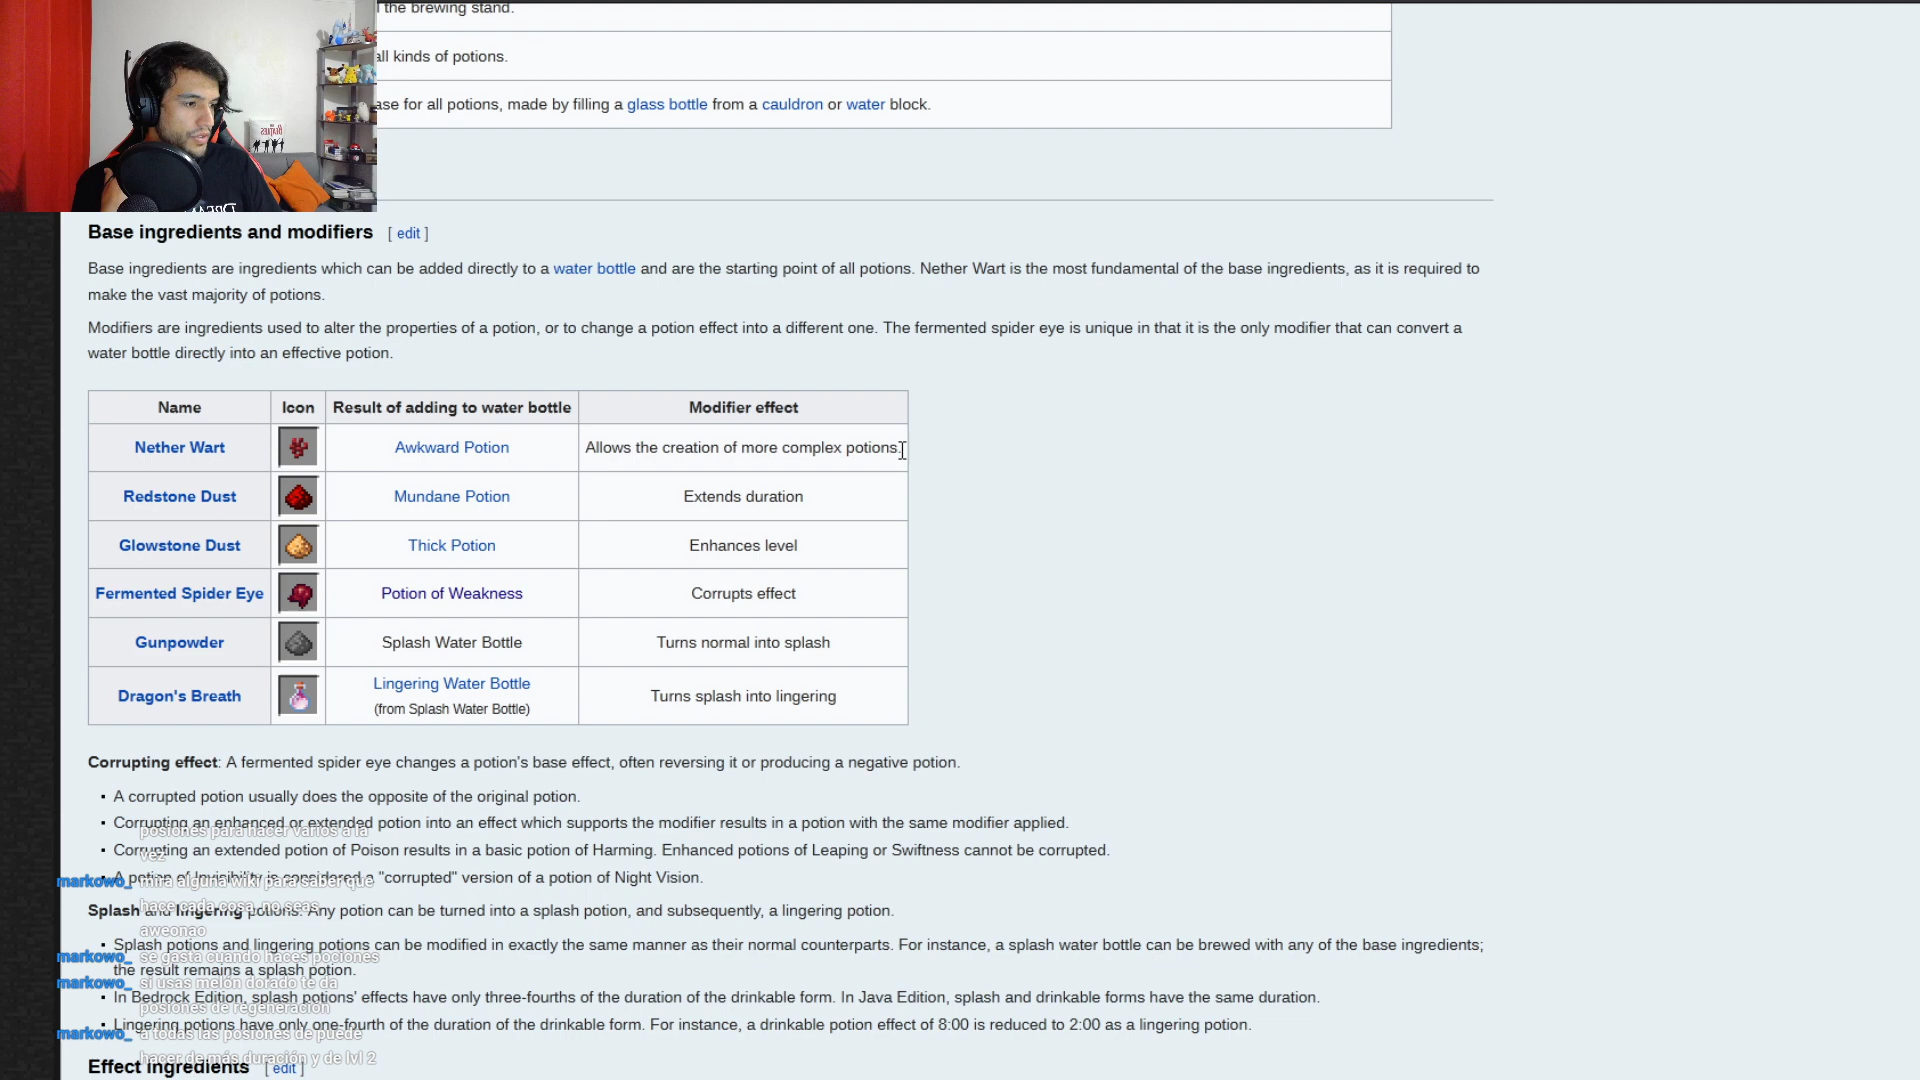 the brewing stand.
all kinds of potions.
ase for all potions, made by filling a glass bottle from a cauldron or water block.
Base ingredients and modifiers [ edit ]
Base ingredients are ingredients which can be added directly to a water bottle and are the starting point of all potions. Nether Wart is the most fundamental of the base ingredients, as it is required to
make the vast majority of potions.
Modifiers are ingredients used to alter the properties of a potion, or to change a potion effect into a different one. The fermented spider eye is unique in that it is the only modifier that can convert a
water bottle directly into an effective potion.
Name Icon Result of adding to water bottle Modifier effect
Nether Wart Awkward Potion Allows the creation of more complex potions.
Redstone Dust Mundane Potion Extends duration
Glowstone Dust Thick Potion Enhances level
Fermented Spider Eye Potion of Weakness Corrupts effect
Gunpowder Splash Water Bottle Turns normal into splash
Dragon's Breath Lingering Water Bottle Turns splash into lingering
(from Splash Water Bottle)
Corrupting effect: A fermented spider eye changes a potion's base effect, often reversing it or producing a negative potion.
▪ A corrupted potion usually does the opposite of the original potion.
▪ Corrupting an enhanced or extended potion into an effect which supports the modifier results in a potion with the same modifier applied.
▪ Corrupting an extended potion of Poison results in a basic potion of Harming. Enhanced potions of Leaping or Swiftness cannot be corrupted.
▪ A potion of Invisibility is considered a "corrupted" version of a potion of Night Vision.
Splash and lingering potions: Any potion can be turned into a splash potion, and subsequently, a lingering potion.
▪ Splash potions and lingering potions can be modified in exactly the same manner as their normal counterparts. For instance, a splash water bottle can be brewed with any of the base ingredients;
the result remains a splash potion.
▪ In Bedrock Edition, splash potions' effects have only three-fourths of the duration of the drinkable form. In Java Edition, splash and drinkable forms have the same duration.
▪ Lingering potions have only one-fourth of the duration of the drinkable form. For instance, a drinkable potion effect of 8:00 is reduced to 2:00 as a lingering potion.
Effect ingredients [ edit ]
posiones para hacer varios a la
vez
markowo_ mira alguna wiki para saber que
hace cada cosa, no seas
aweonao
markowo_ se gasta cuando haces pociones
markowo_ si usas melón dorado te da
posiones de regeneración
markowo_ a todas las posiones de puede
hacer de más duración y de lvl 2